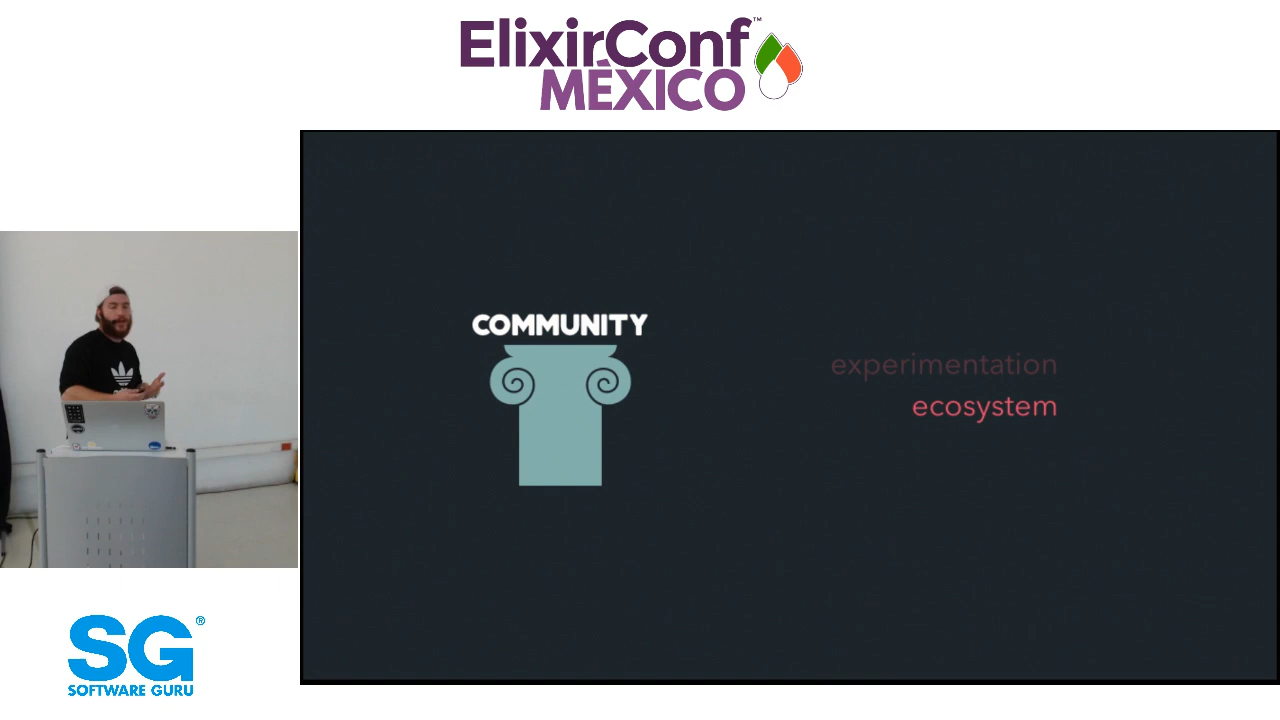 ElixirConf™
MÉXICO
COMMUNITY
experimentation
ecosystem
SG®
SOFTWARE GURU